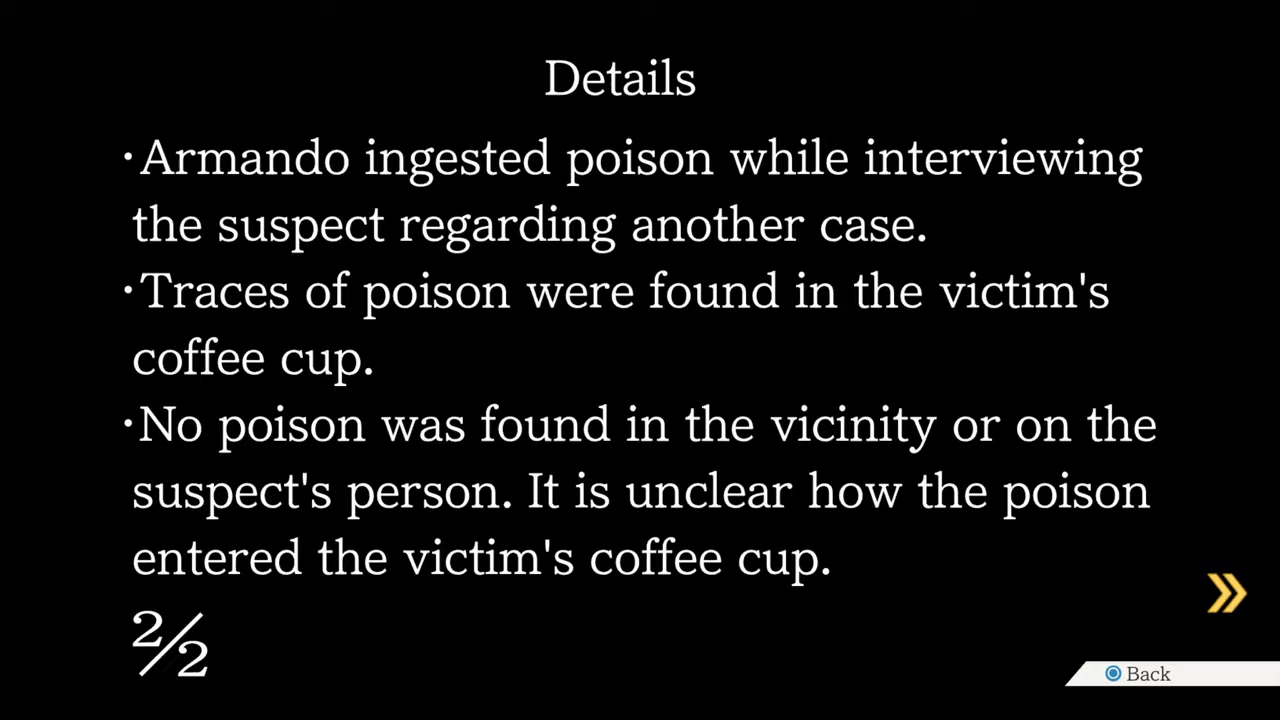 Details
·Armando ingested poison while interviewing
the suspect regarding another case.
·Traces of poison were found in the victim's
coffee cup.
·No poison was found in the vicinity or on the
suspect's person. It is unclear how the poison
entered the victim's coffee cup.
2/2
Back